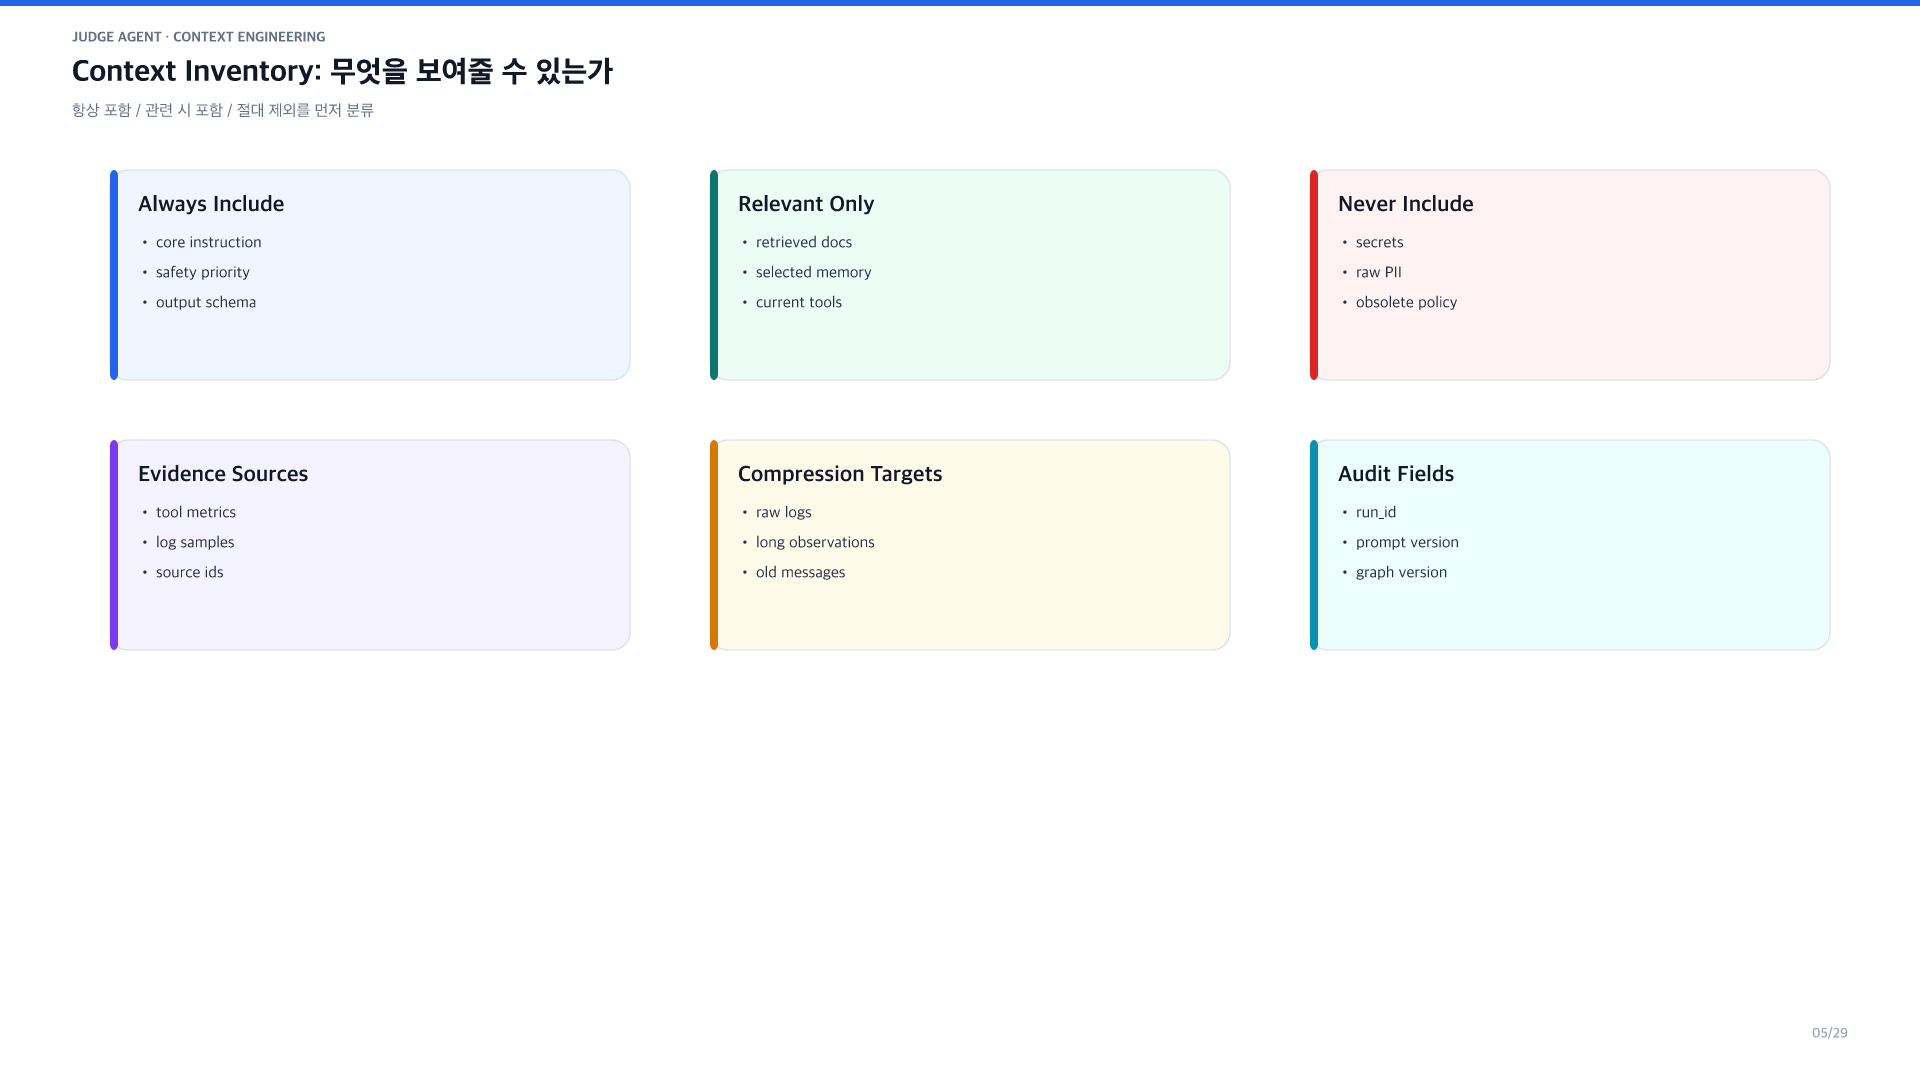 JUDGE AGENT · CONTEXT ENGINEERING
Context Inventory: 무엇을 보여줄 수 있는가
항상 포함 / 관련 시 포함 / 절대 제외를 먼저 분류
Always Include
• core instruction
• safety priority
• output schema
Relevant Only
• retrieved docs
• selected memory
• current tools
Never Include
• secrets
• raw PII
• obsolete policy
Evidence Sources
• tool metrics
• log samples
• source ids
Compression Targets
• raw logs
• long observations
• old messages
Audit Fields
• run_id
• prompt version
• graph version
05/29